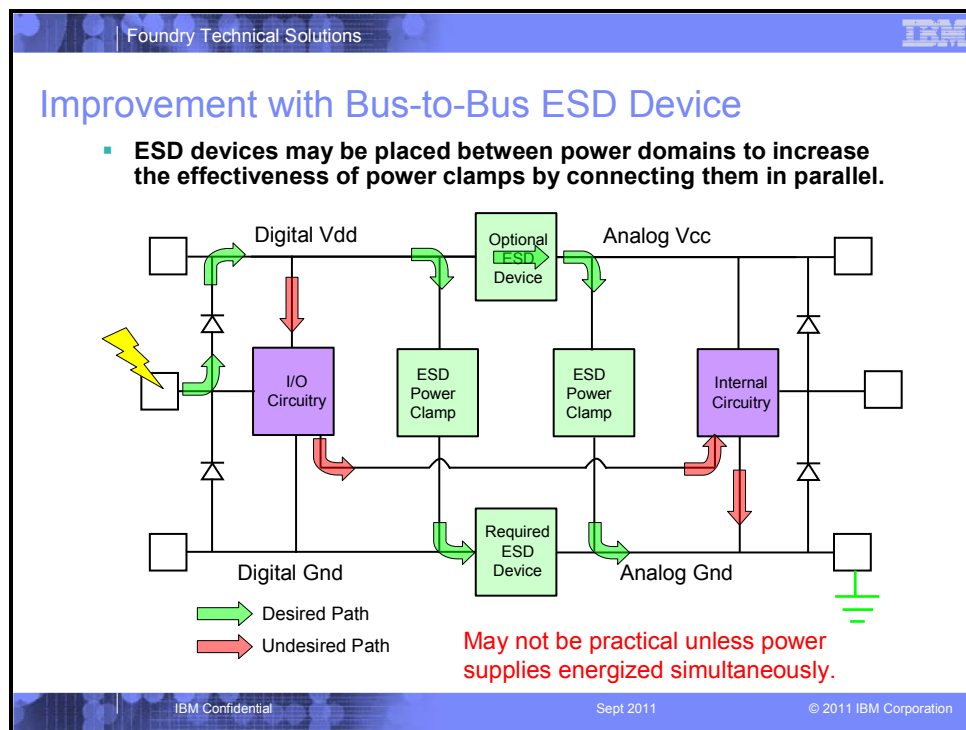 Foundry Technical Solutions
IBM
Improvement with Bus-to-Bus ESD Device
ESD devices may be placed between power domains to increase
the effectiveness of power clamps by connecting them in parallel.
Digital Vdd
Optional
ESD
Device
Analog Vcc
I/O
Circuitry
ESD
Power
Clamp
ESD
Power
Clamp
Internal
Circuitry
Digital Gnd
Required
ESD
Device
Analog Gnd
Desired Path
Undesired Path
May not be practical unless power
supplies energized simultaneously.
IBM Confidential
Sept 2011
© 2011 IBM Corporation